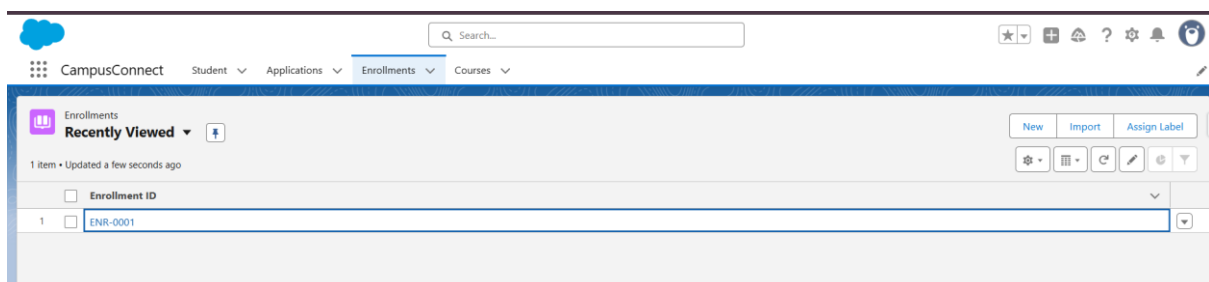 Search...
CampusConnect Student Applications Enrollments Courses
Enrollments
Recently Viewed
New Import Assign Label
1 item • Updated a few seconds ago
Enrollment ID
1 ENR-0001